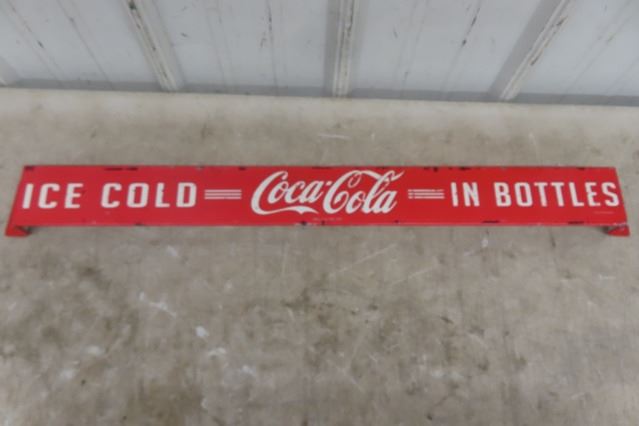 ICE COLD Coca-Cola IN BOTTLES